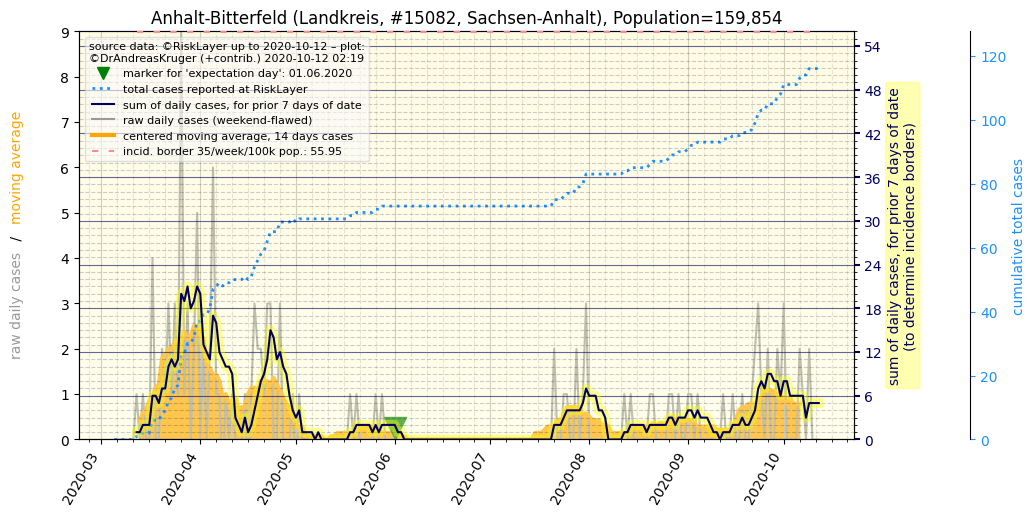 Anhalt-Bitterfeld (Landkreis, #15082, Sachsen-Anhalt), Population=159,854
source data: ©RiskLayer up to 2020-10-12 – plot:
©DrAndreasKruger (+contrib.) 2020-10-12 02:19
marker for 'expectation day': 01.06.2020
total cases reported at RiskLayer
sum of daily cases, for prior 7 days of date
raw daily cases (weekend-flawed)
centered moving average, 14 days cases
incid. border 35/week/100k pop.: 55.95
raw daily cases / moving average
9
8
7
6
5
4
3
2
1
0
54
48
42
36
30
24
18
12
6
0
sum of daily cases, for prior 7 days of date
(to determine incidence borders)
120
100
80
60
40
20
0
cumulative total cases
2020-03
2020-04
2020-05
2020-06
2020-07
2020-08
2020-09
2020-10